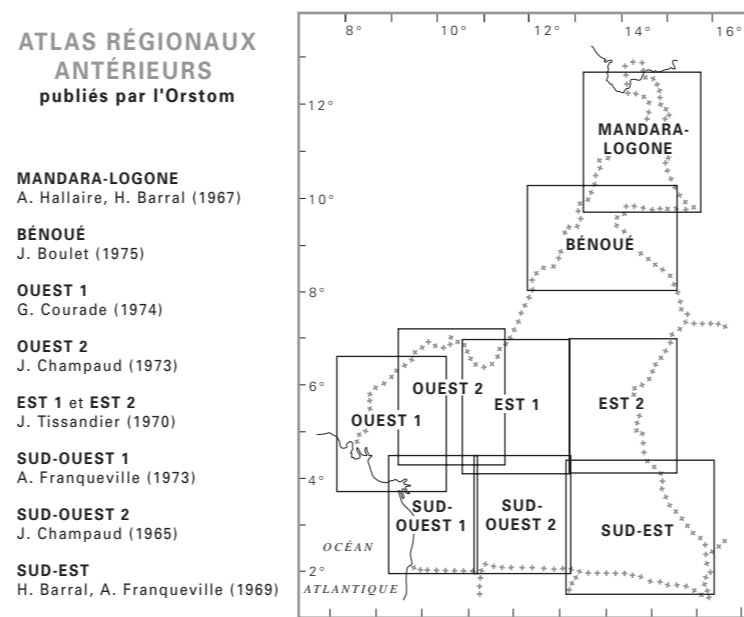 ATLAS RÉGIONAUX
ANTÉRIEURS
publiés par l'Orstom
MANDARA-LOGONE
A. Hallaire, H. Barral (1967)
BÉNOUÉ
J. Boulet (1975)
OUEST 1
G. Courade (1974)
OUEST 2
J. Champaud (1973)
EST 1 et EST 2
J. Tissandier (1970)
SUD-OUEST 1
A. Franqueville (1973)
SUD-OUEST 2
J. Champaud (1965)
SUD-EST
H. Barral, A. Franqueville (1969)
8° 10° 12° 14° 16°
12°
MANDARA-
LOGONE
10°
BÉNOUÉ
8°
6°
OUEST 2
EST 1
EST 2
OUEST 1
4°
SUD-
OUEST 1
SUD-
OUEST 2
SUD-EST
OCÉAN
2°
ATLANTIQUE